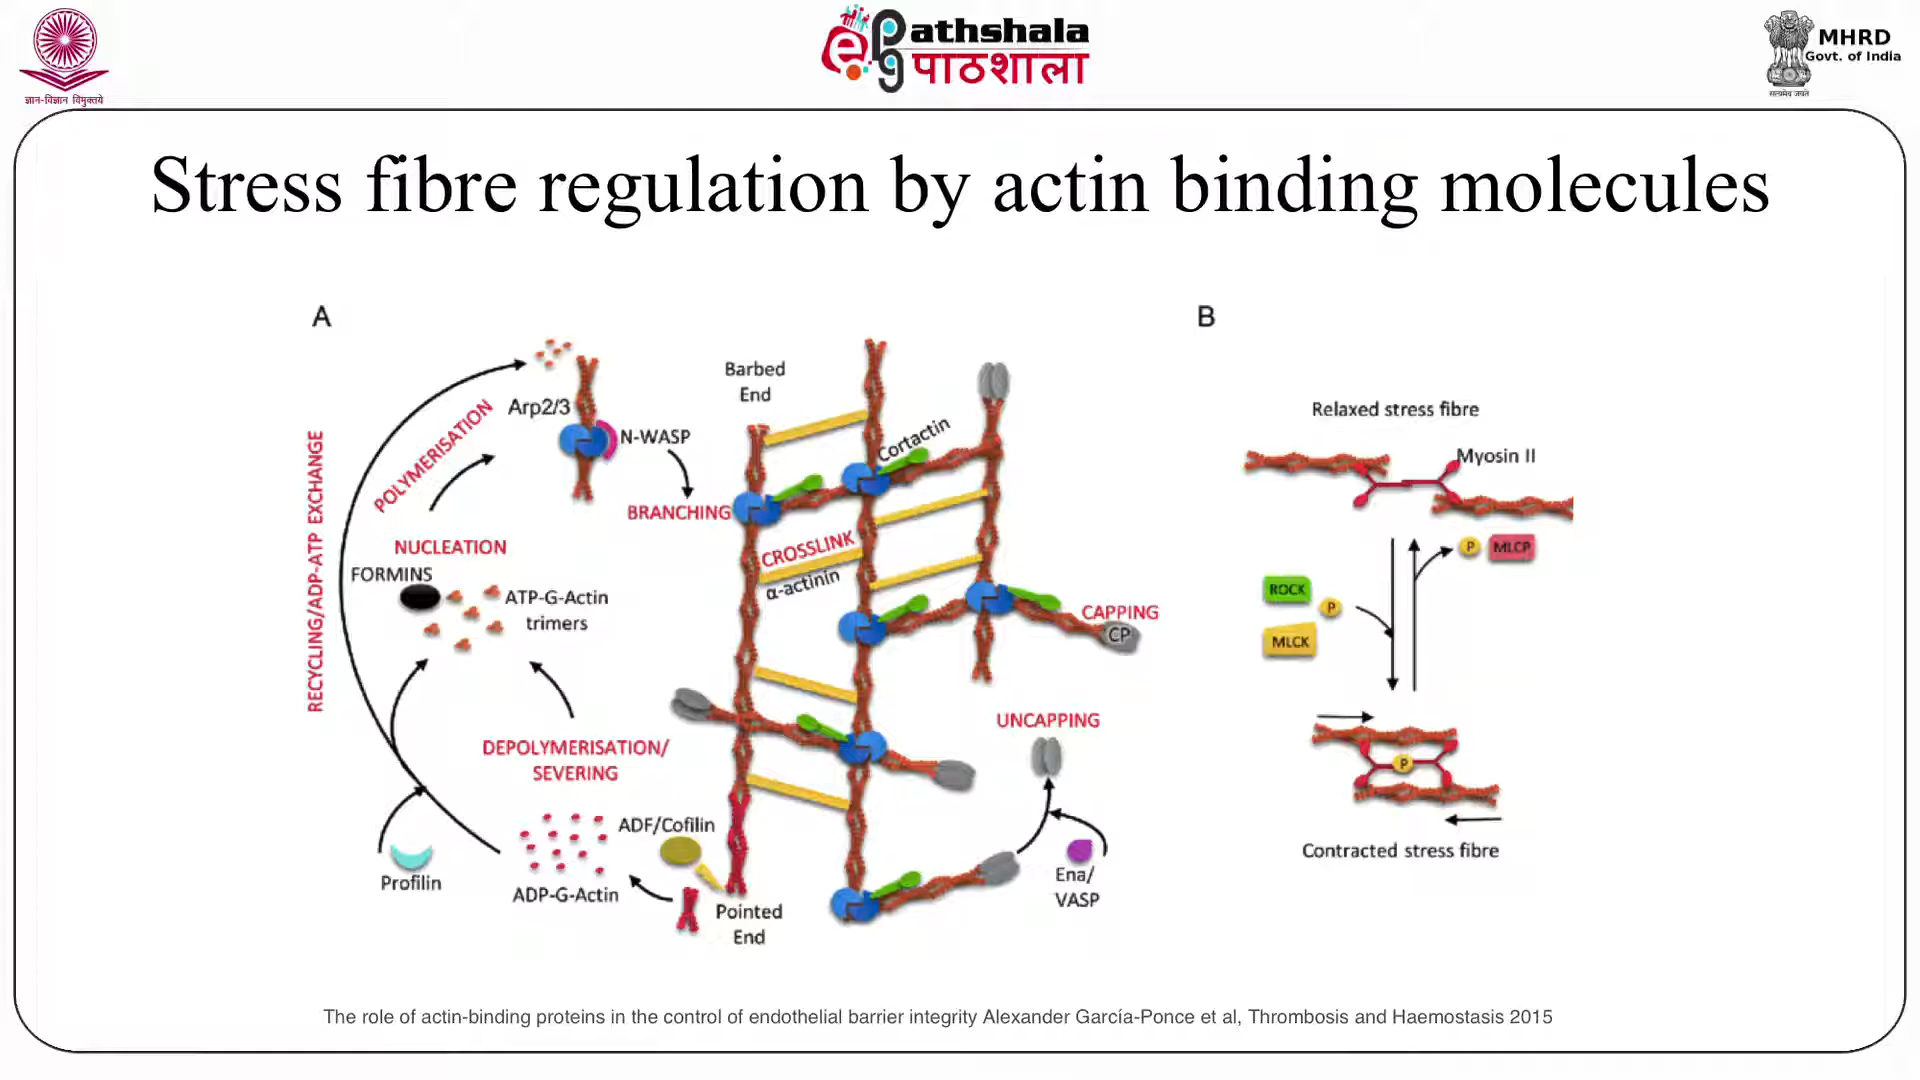 ज्ञान-विज्ञान विमुक्तये
ePathshala
पाठशाला
MHRD
Govt. of India
सत्यमेव जयते
Stress fibre regulation by actin binding molecules
A
RECYCLING/ADP-ATP EXCHANGE
POLYMERISATION
Arp2/3
N-WASP
BRANCHING
NUCLEATION
FORMINS
ATP-G-Actin
trimers
DEPOLYMERISATION/
SEVERING
ADF/Cofilin
Profilin
ADP-G-Actin
Barbed
End
Cortactin
CROSSLINK
α-actinin
CAPPING
CP
UNCAPPING
Ena/
VASP
Pointed
End
B
Relaxed stress fibre
Myosin II
P
MLCP
ROCK
P
MLCK
P
Contracted stress fibre
The role of actin-binding proteins in the control of endothelial barrier integrity Alexander García-Ponce et al, Thrombosis and Haemostasis 2015